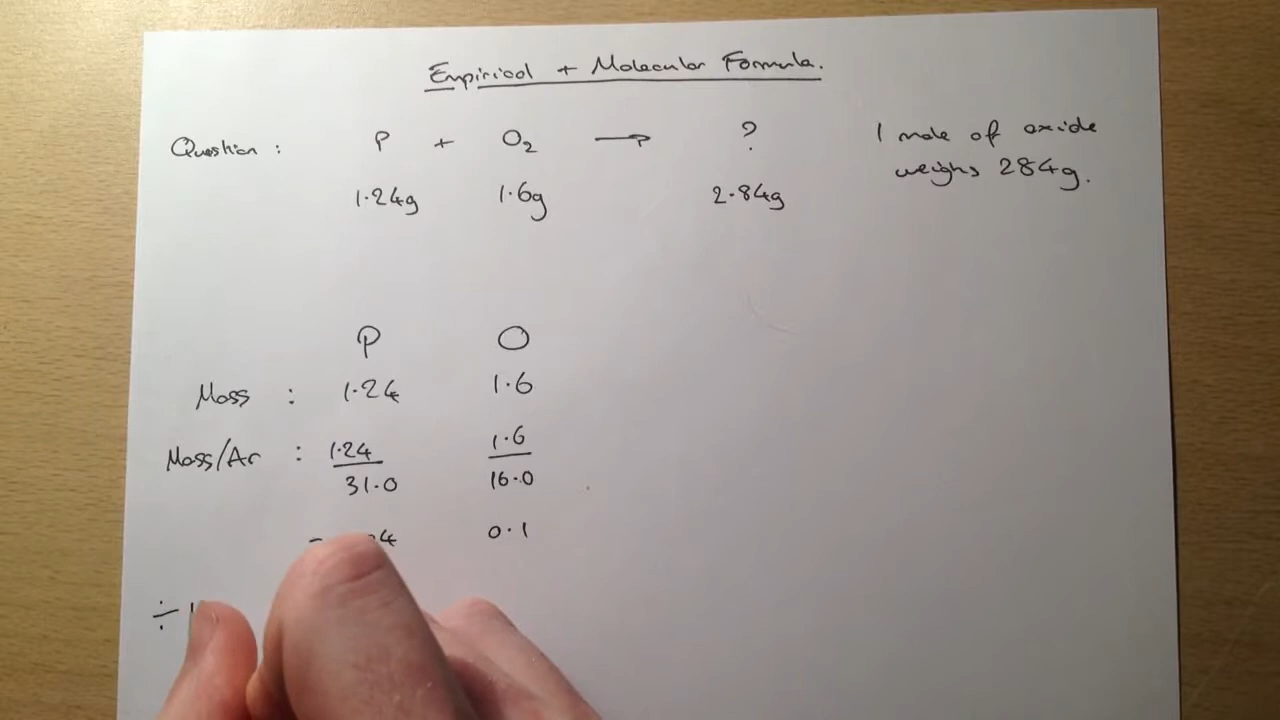 Empirical + Molecular Formula.
Question : P + O₂ → ? 1 mole of oxide
weighs 284g.
1.24g 1.6g 2.84g
P O
Mass : 1.24 1.6
Mass/Ar : 1.24/31.0 1.6/16.0
0.1
÷